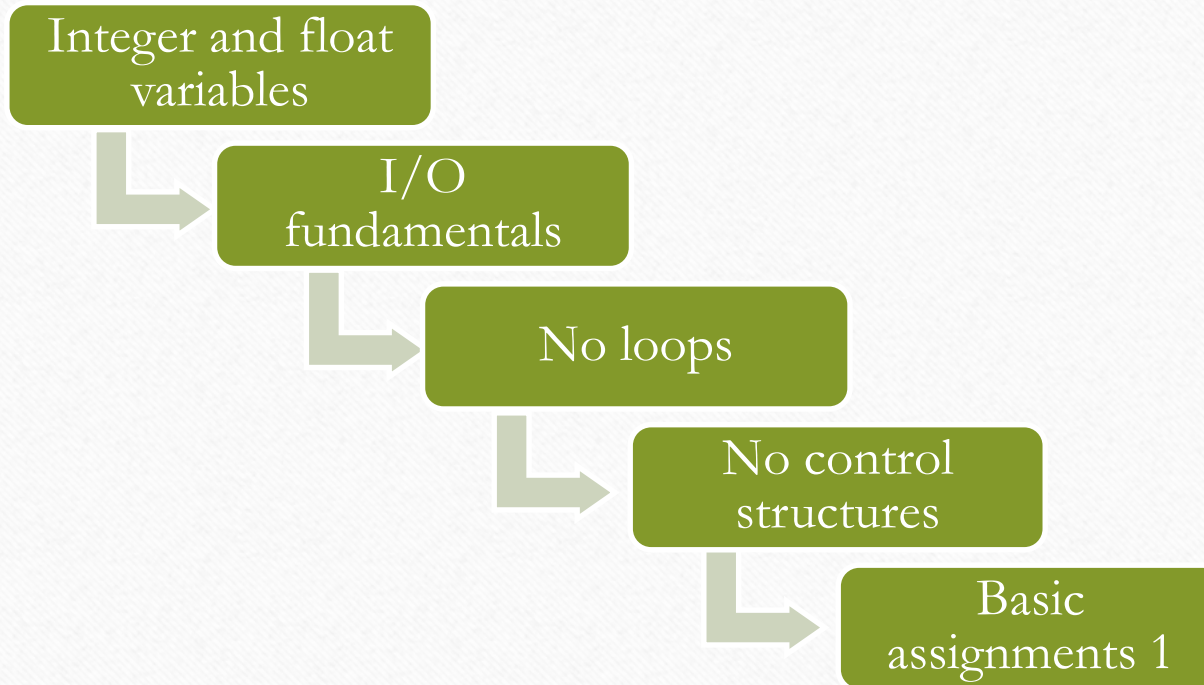 Integer and float
variables
I/O
fundamentals
No loops
No control
structures
Basic
assignments 1